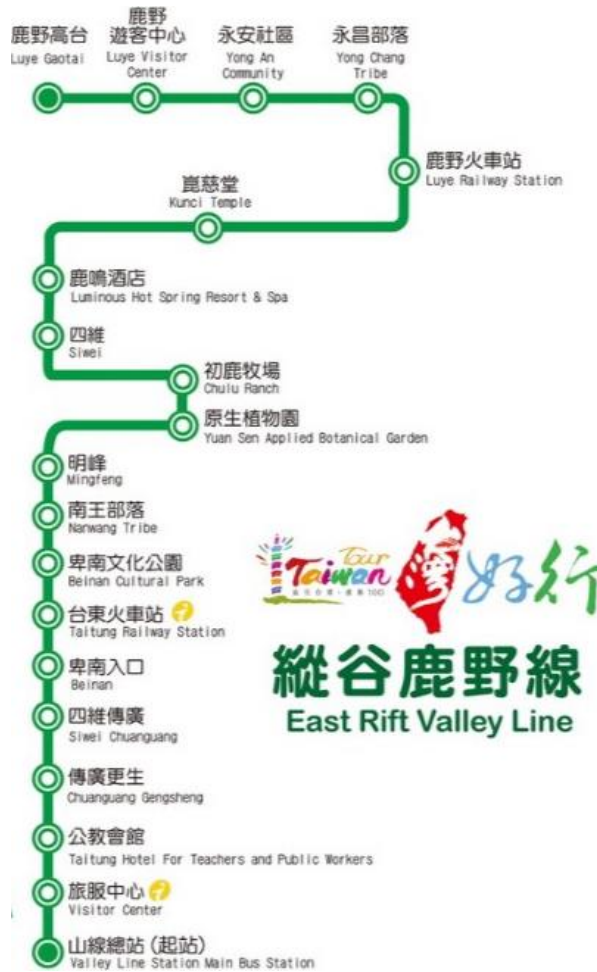 鹿野高台
Luye Gaotai
鹿野
遊客中心
Luye Visitor
Center
永安社區
Yong An
Community
永昌部落
Yong Chang
Tribe
鹿野火車站
Luye Railway Station
崑慈堂
Kunci Temple
鹿鳴酒店
Luminous Hot Spring Resort & Spa
四維
Siwei
初鹿牧場
Chulu Ranch
原生植物園
Yuan Sen Applied Botanical Garden
明峰
Mingfeng
南王部落
Nanwang Tribe
卑南文化公園
Beinan Cultural Park
台東火車站
Taitung Railway Station
卑南入口
Beinan
四維傳廣
Siwei Chuanguang
傳廣更生
Chuanguang Gengsheng
公教會館
Taitung Hotel For Teachers and Public Workers
旅服中心
Visitor Center
山線總站 (起站)
Valley Line Station Main Bus Station
Tour
Taiwan
100
灣好行
縱谷鹿野線
East Rift Valley Line